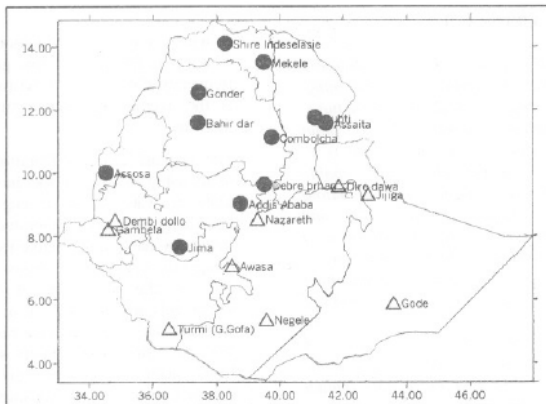 14.00
Shire Indeselasie
Mekele
Gonder
12.00
Bahir dar
Assaita
Combolcha
10.00
Assosa
Debre brhan
Dire dawa
Jijiga
Addis Ababa
Dembi dollo
Nazareth
8.00
Gambela
Jima
Awasa
6.00
Gode
Negele
Turmi (G.Gofa)
4.00
34.00 36.00 38.00 40.00 42.00 44.00 46.00